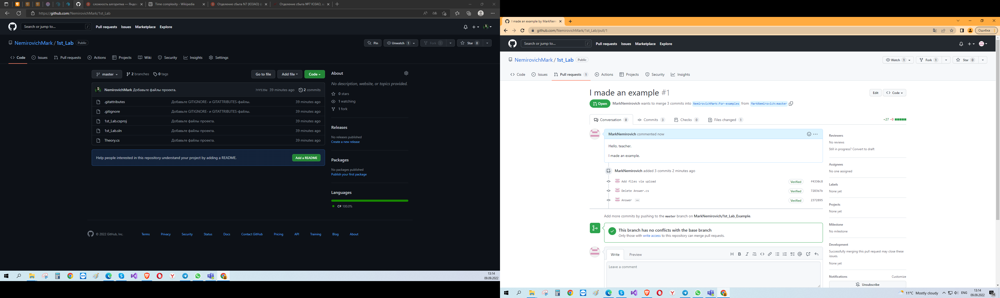 сложность алгоритма — Яндек
Time complexity - Wikipedia
Отделение сбыта N7 (ЮЗАО) ф
Отделение сбыта №7 ЮЗАО, а
https://github.com/NemirovichMark/1st_Lab
Search or jump to...
/
Pull requests
Issues
Marketplace
Explore
NemirovichMark / 1st_Lab
Public
Pin
Unwatch 1
Fork 1
Star 0
Code
Issues
Pull requests
Actions
Projects
Wiki
Security
Insights
Settings
master
2 branches
0 tags
Go to file
Add file
Code
NemirovichMark Добавьте файлы проекта.
7ff539e 39 minutes ago
2 commits
.gitattributes Добавьте GITIGNORE- и GITATTRIBUTES-файлы. 39 minutes ago
.gitignore Добавьте GITIGNORE- и GITATTRIBUTES-файлы. 39 minutes ago
1st_Lab.csproj Добавьте файлы проекта. 39 minutes ago
1st_Lab.sln Добавьте файлы проекта. 39 minutes ago
Theory.cs Добавьте файлы проекта. 39 minutes ago
Help people interested in this repository understand your project by adding a README.
Add a README
About
No description, website, or topics provided.
0 stars
1 watching
1 fork
Releases
No releases published
Create a new release
Packages
No packages published
Publish your first package
Languages
C# 100.0%
© 2022 GitHub, Inc.
Terms
Privacy
Security
Status
Docs
Contact GitHub
Pricing
API
Training
Blog
About
13:14
09.09.2022
I made an example by MarkNem
github.com/NemirovichMark/1st_Lab/pull/1
Ошибка
Search or jump to...
/
Pull requests
Issues
Marketplace
Explore
NemirovichMark / 1st_Lab
Public
Watch 1
Fork 1
Star 0
Code
Issues
Pull requests 1
Actions
Projects
Security
Insights
I made an example #1
Edit
Code
Open
MarkNemirovich wants to merge 3 commits into NemirovichMark:For-examples from MarkNemirovich:master
Conversation 0
Commits 3
Checks 0
Files changed 1
+27 −0
MarkNemirovich commented now
Hello, teacher.
I made an example.
MarkNemirovich added 3 commits 2 minutes ago
Add files via upload Verified f4330c8
Delete Answer.cs Verified 7283b7b
Answer ... Verified 2372895
Add more commits by pushing to the master branch on MarkNemirovich/1st_Lab_Example.
This branch has no conflicts with the base branch
Only those with write access to this repository can merge pull requests.
Write
Preview
Leave a comment
Reviewers
No reviews
Still in progress? Convert to draft
Assignees
No one assigned
Labels
None yet
Projects
None yet
Milestone
No milestone
Development
Successfully merging this pull request may close these
issues.
None yet
Notifications
Customize
Unsubscribe
11°C Mostly cloudy
ENG
13:14
09.09.2022
14